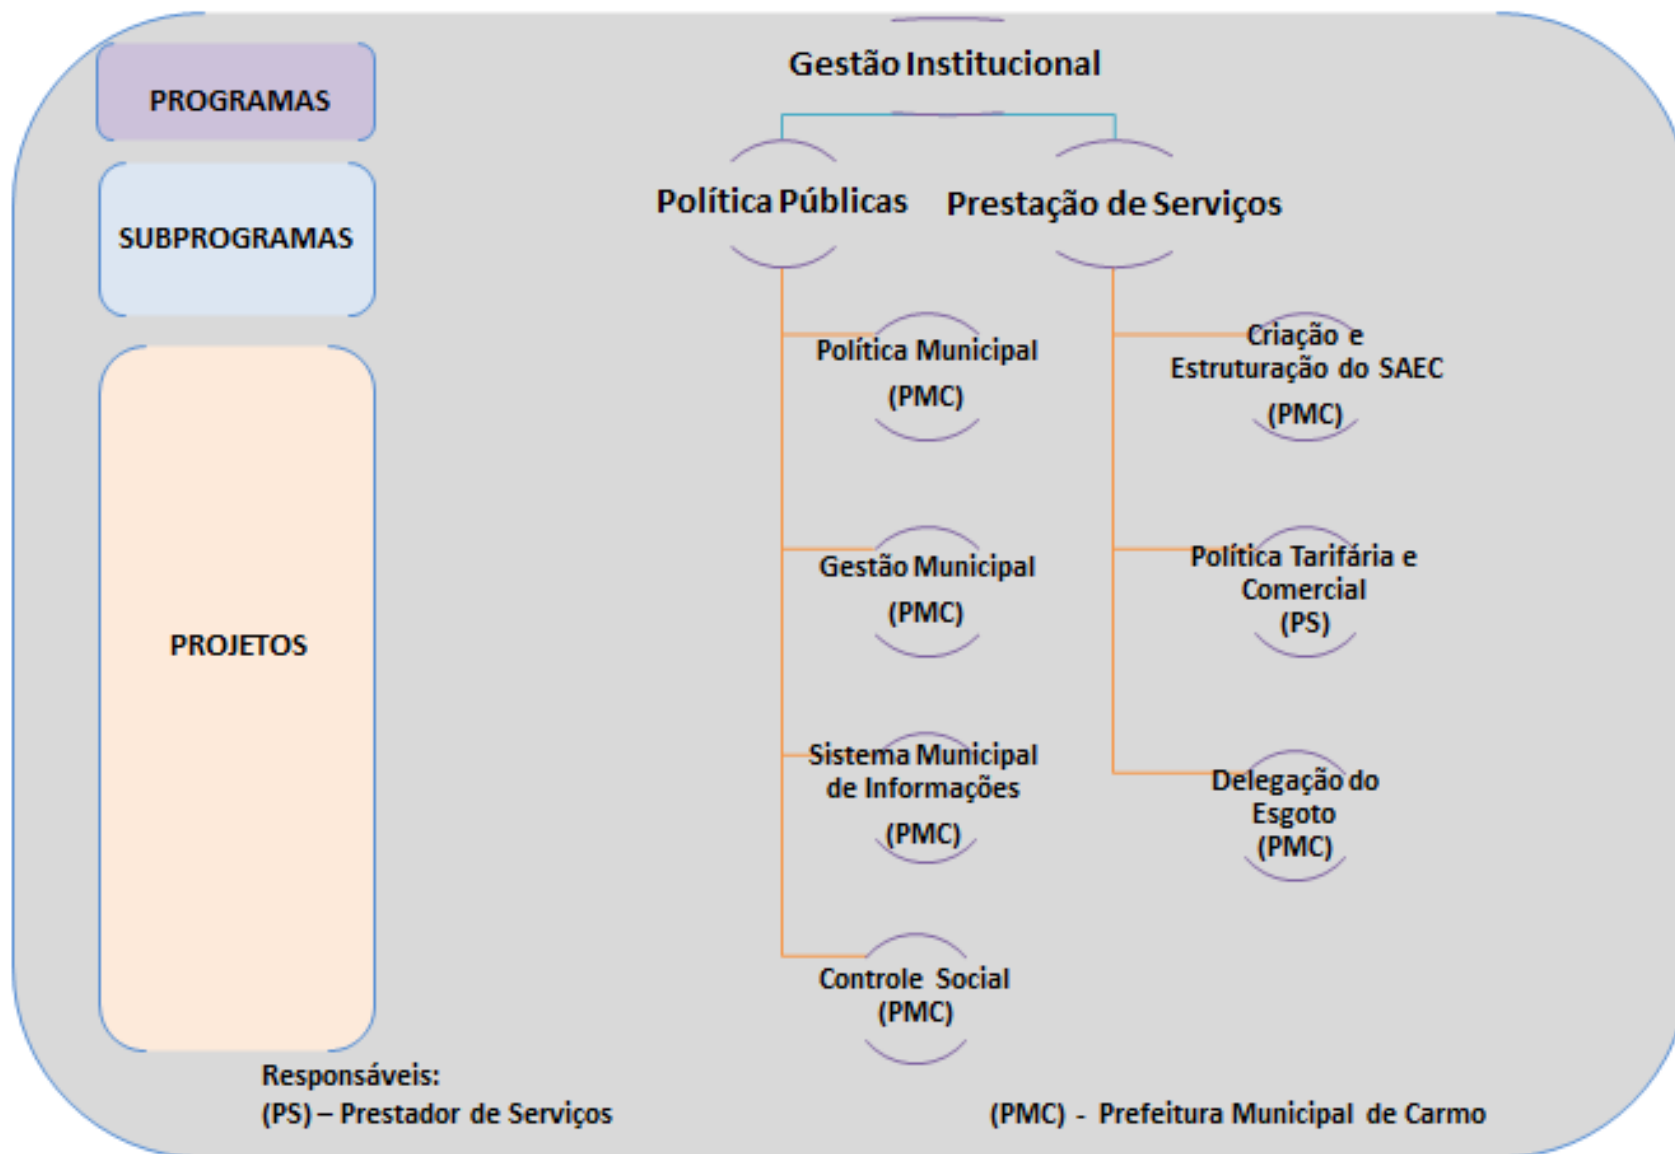 PROGRAMAS
SUBPROGRAMAS
PROJETOS
Gestão Institucional
Política Públicas
Política Municipal
(PMC)
Gestão Municipal
(PMC)
Sistema Municipal
de Informações
(PMC)
Controle Social
(PMC)
Prestação de Serviços
Criação e
Estruturação do SAEC
(PMC)
Política Tarifária e
Comercial
(PS)
Delegação do
Esgoto
(PMC)
Responsáveis:
(PS) – Prestador de Serviços
(PMC) - Prefeitura Municipal de Carmo